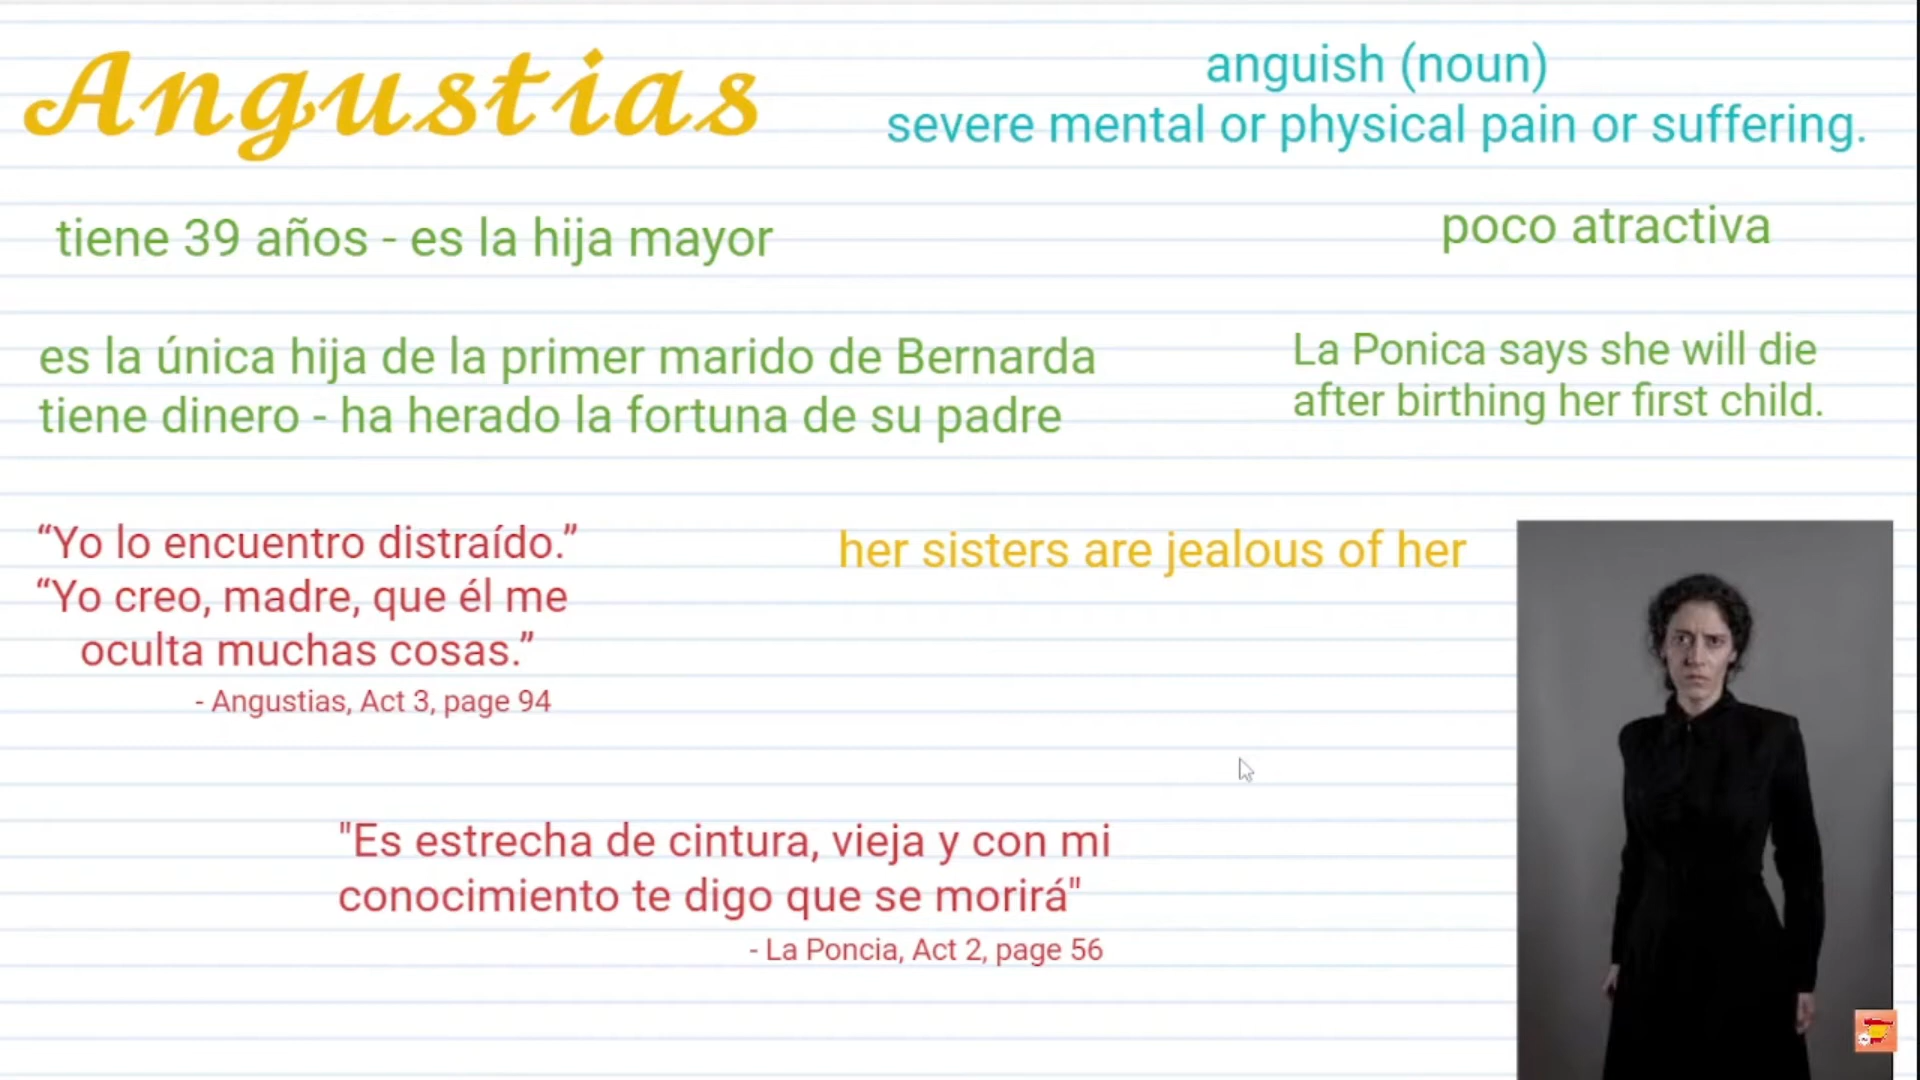 Angustias
anguish (noun)
severe mental or physical pain or suffering.
tiene 39 años - es la hija mayor
poco atractiva
es la única hija de la primer marido de Bernarda
tiene dinero - ha herado la fortuna de su padre
La Ponica says she will die
after birthing her first child.
“Yo lo encuentro distraído.”
“Yo creo, madre, que él me
oculta muchas cosas.”
- Angustias, Act 3, page 94
her sisters are jealous of her
"Es estrecha de cintura, vieja y con mi
conocimiento te digo que se morirá"
- La Poncia, Act 2, page 56